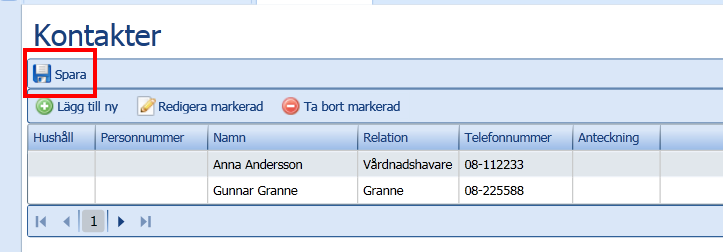 Kontakter
Spara
Lägg till ny Redigera markerad Ta bort markerad
Hushåll Personnummer Namn Relation Telefonnummer Anteckning
Anna Andersson Vårdnadshavare 08-112233
Gunnar Granne Granne 08-225588
1